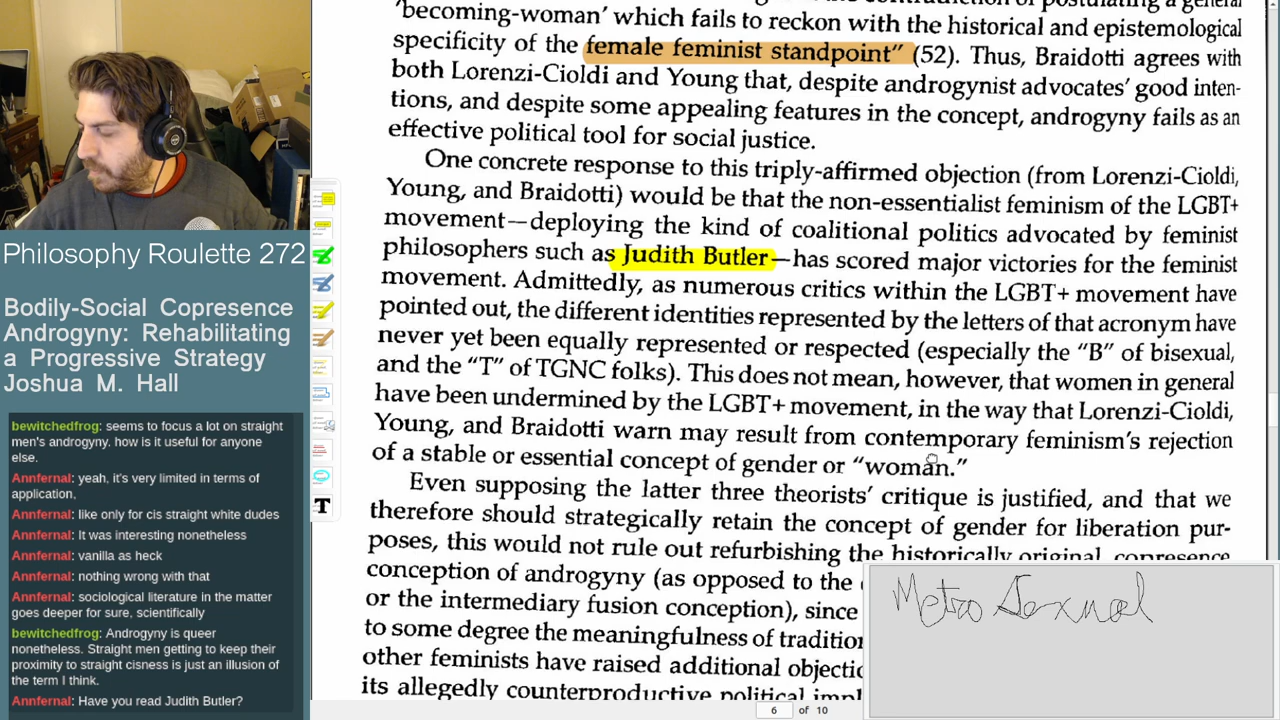 'becoming-woman' which fails to reckon with the historical and epistemological
specificity of the female feminist standpoint" (52). Thus, Braidotti agrees with
both Lorenzi-Cioldi and Young that, despite androgynist advocates' good inten-
tions, and despite some appealing features in the concept, androgyny fails as an
effective political tool for social justice.
One concrete response to this triply-affirmed objection (from Lorenzi-Cioldi,
Young, and Braidotti) would be that the non-essentialist feminism of the LGBT+
movement—deploying the kind of coalitional politics advocated by feminist
philosophers such as Judith Butler—has scored major victories for the feminist
movement. Admittedly, as numerous critics within the LGBT+ movement have
pointed out, the different identities represented by the letters of that acronym have
never yet been equally represented or respected (especially the "B" of bisexual,
and the "T" of TGNC folks). This does not mean, however, that women in general
have been undermined by the LGBT+ movement, in the way that Lorenzi-Cioldi,
Young, and Braidotti warn may result from contemporary feminism's rejection
of a stable or essential concept of gender or "woman."
Even supposing the latter three theorists' critique is justified, and that we
therefore should strategically retain the concept of gender for liberation pur-
poses, this would not rule out refurbishing the historically original copresence
conception of androgyny (as opposed to the
or the intermediary fusion conception), since
to some degree the meaningfulness of tradition
other feminists have raised additional objectio
its allegedly counterproductive political impl
Metro Sexual
6 of 10
T
Philosophy Roulette 272
Bodily-Social Copresence
Androgyny: Rehabilitating
a Progressive Strategy
Joshua M. Hall
bewitchedfrog: seems to focus a lot on straight
men's androgyny. how is it useful for anyone
else.
Annfernal: yeah, it's very limited in terms of
application,
Annfernal: like only for cis straight white dudes
Annfernal: It was interesting nonetheless
Annfernal: vanilla as heck
Annfernal: nothing wrong with that
Annfernal: sociological literature in the matter
goes deeper for sure, scientifically
bewitchedfrog: Androgyny is queer
nonetheless. Straight men getting to keep their
proximity to straight cisness is just an illusion of
the term I think.
Annfernal: Have you read Judith Butler?